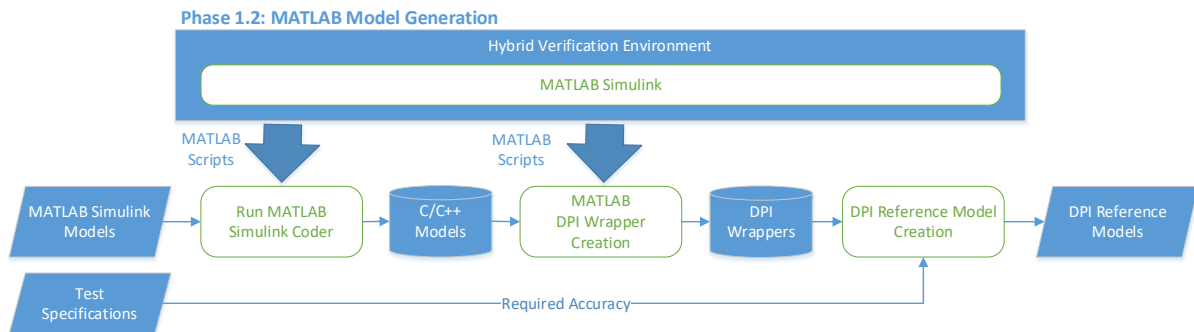 Phase 1.2: MATLAB Model Generation
Hybrid Verification Environment
MATLAB Simulink
MATLAB
Scripts
MATLAB
Scripts
MATLAB Simulink
Models
Run MATLAB
Simulink Coder
C/C++
Models
MATLAB
DPI Wrapper
Creation
DPI
Wrappers
DPI Reference Model
Creation
DPI Reference
Models
Test
Specifications
Required Accuracy